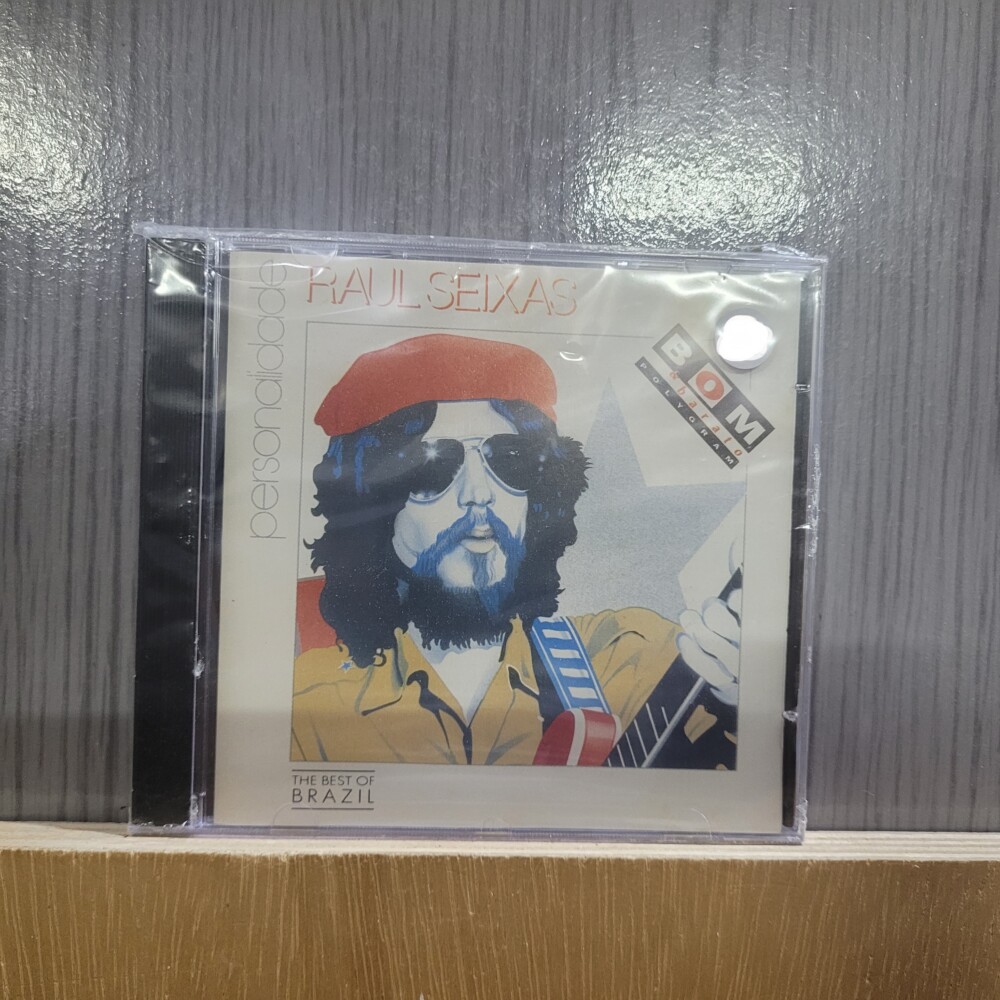 RAUL SEIXAS
personalidade
BOM
& barato
POLYGRAM
THE BEST OF
BRAZIL